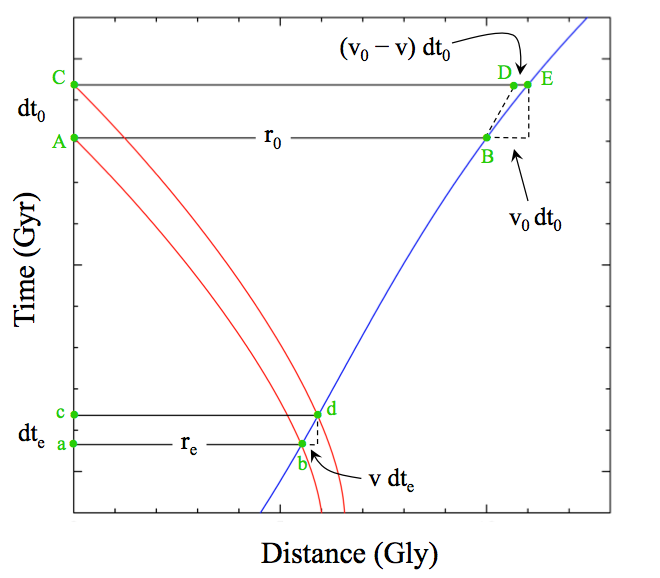 (v₀ − v) dt₀
C
D
E
dt₀
A
r₀
B
v₀ dt₀
Time (Gyr)
c
d
dtₑ
a
rₑ
b
v dtₑ
Distance (Gly)